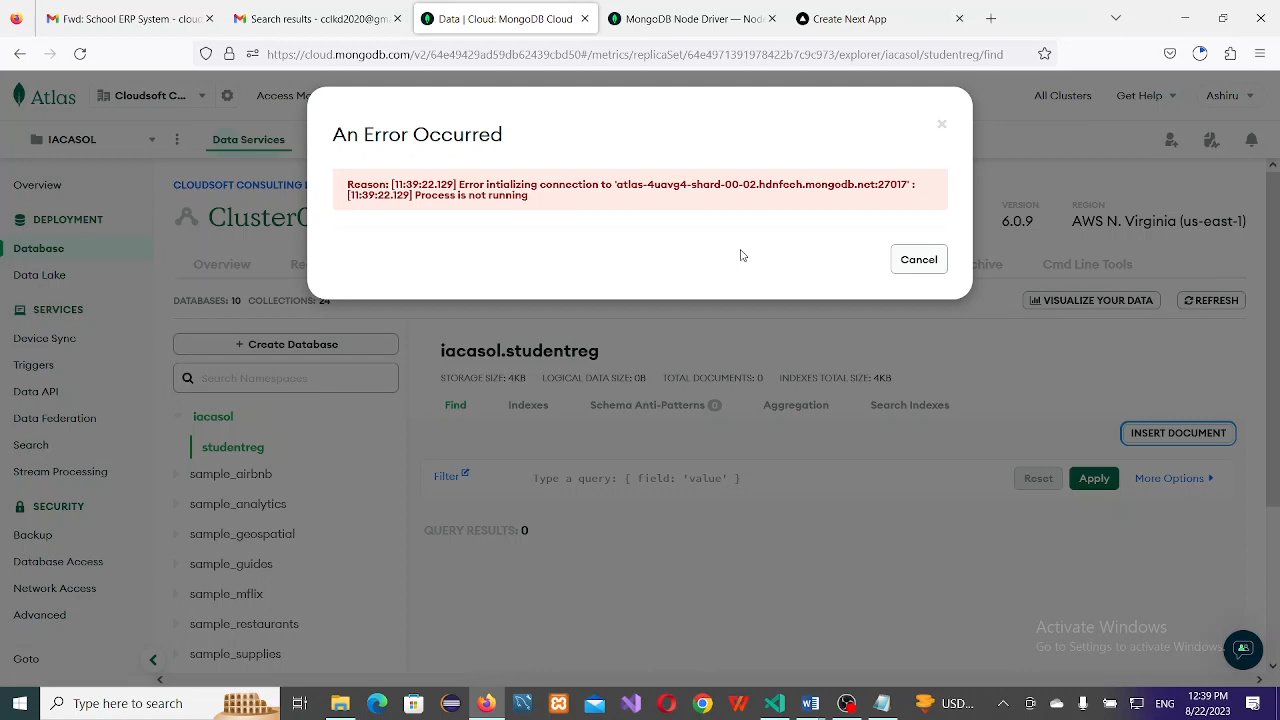 Fwd: School ERP System - cloud
Search results - cclkd2020@gm
Data | Cloud: MongoDB Cloud
MongoDB Node Driver — Node
Create Next App
https://cloud.mongodb.com/v2/64e49429ad59db62439cbd50#/metrics/replicaSet/64e4971391978422b7c9c973/explorer/iacasol/studentreg/find
Atlas
Cloudsoft C...
Access Ma
All Clusters
Get Help
Ashiru
IACASOL
Data Services
An Error Occurred
Reason: [11:39:22.129] Error intializing connection to 'atlas-4uavg4-shard-00-02.hdnfech.mongodb.net:27017' :
[11:39:22.129] Process is not running
Cancel
Overview
DEPLOYMENT
Database
Data Lake
SERVICES
Device Sync
Triggers
Data API
Data Federation
Search
Stream Processing
SECURITY
Backup
Database Access
Network Access
Advanced
Goto
CLOUDSOFT CONSULTING L
VERSION
REGION
6.0.9
AWS N. Virginia (us-east-1)
Overview
Re
chive
Cmd Line Tools
DATABASES: 10 COLLECTIONS: 24
VISUALIZE YOUR DATA
REFRESH
+ Create Database
Search Namespaces
iacasol
studentreg
sample_airbnb
sample_analytics
sample_geospatial
sample_guides
sample_mflix
sample_restaurants
sample_supplies
iacasol.studentreg
STORAGE SIZE: 4KB LOGICAL DATA SIZE: 0B TOTAL DOCUMENTS: 0 INDEXES TOTAL SIZE: 4KB
Find
Indexes
Schema Anti-Patterns 0
Aggregation
Search Indexes
INSERT DOCUMENT
Filter
Type a query: { field: 'value' }
Reset
Apply
More Options
QUERY RESULTS: 0
Activate Windows
Go to Settings to activate Windows.
Type here to search
USD...
12:39 PM
8/22/2023